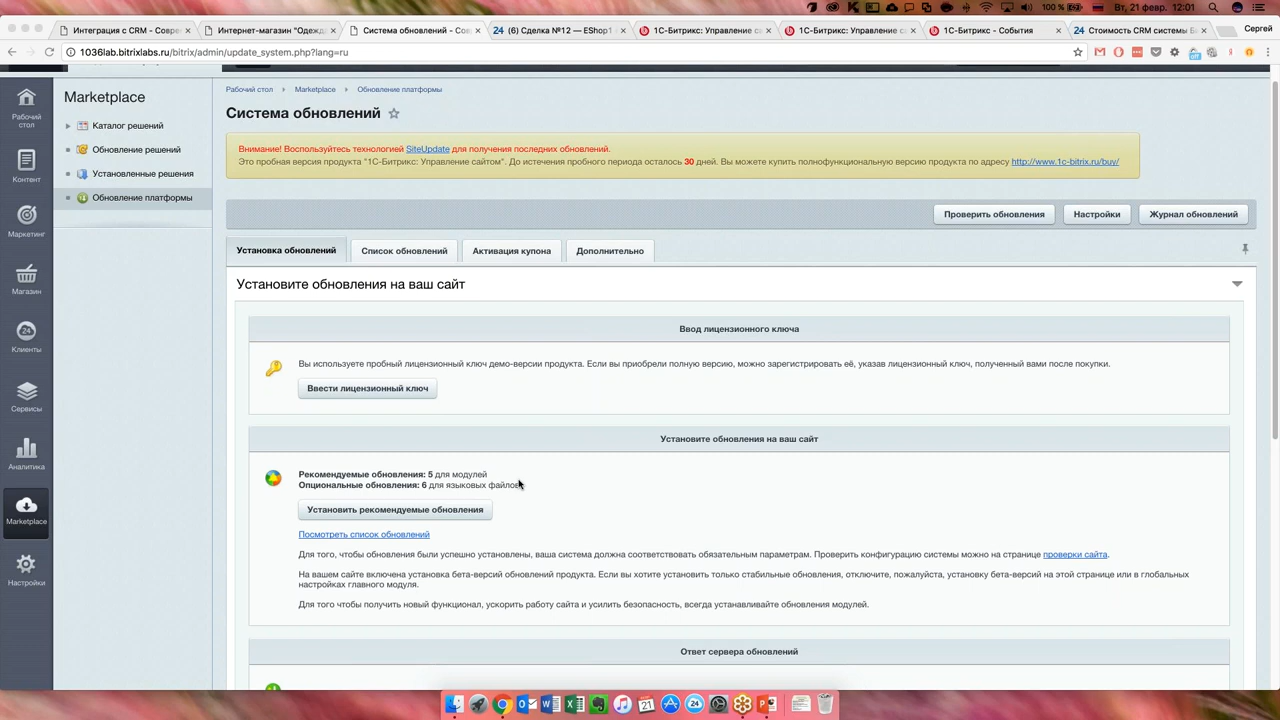 100 %
Вт, 21 февр. 12:01
Интеграция с CRM - Соврем
Интернет-магазин "Одежд
Система обновлений - Сов
24 (6) Сделка №12 — EShop1
1С-Битрикс: Управление са
1С-Битрикс: Управление са
1С-Битрикс - События
24 Стоимость CRM системы Б
Сергей
1036lab.bitrixlabs.ru/bitrix/admin/update_system.php?lang=ru
Marketplace
Рабочий стол
Marketplace
Обновление платформы
Рабочий
стол
Контент
Маркетинг
Магазин
24
Клиенты
Сервисы
Аналитика
Marketplace
Настройки
Каталог решений
Обновление решений
Установленные решения
Обновление платформы
Система обновлений
Внимание! Воспользуйтесь технологией SiteUpdate для получения последних обновлений.
Это пробная версия продукта "1С-Битрикс: Управление сайтом". До истечения пробного периода осталось 30 дней. Вы можете купить полнофункциональную версию продукта по адресу http://www.1c-bitrix.ru/buy/
Проверить обновления
Настройки
Журнал обновлений
Установка обновлений
Список обновлений
Активация купона
Дополнительно
Установите обновления на ваш сайт
Ввод лицензионного ключа
Вы используете пробный лицензионный ключ демо-версии продукта. Если вы приобрели полную версию, можно зарегистрировать её, указав лицензионный ключ, полученный вами после покупки.
Ввести лицензионный ключ
Установите обновления на ваш сайт
Рекомендуемые обновления: 5 для модулей
Опциональные обновления: 6 для языковых файлов
Установить рекомендуемые обновления
Посмотреть список обновлений
Для того, чтобы обновления были успешно установлены, ваша система должна соответствовать обязательным параметрам. Проверить конфигурацию системы можно на странице проверки сайта.
На вашем сайте включена установка бета-версий обновлений продукта. Если вы хотите установить только стабильные обновления, отключите, пожалуйста, установку бета-версий на этой странице или в глобальных
настройках главного модуля.
Для того чтобы получить новый функционал, ускорить работу сайта и усилить безопасность, всегда устанавливайте обновления модулей.
Ответ сервера обновлений